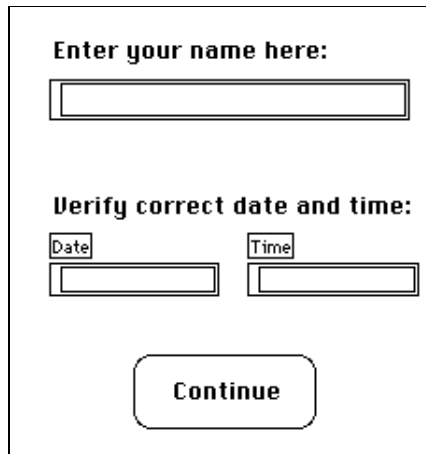 Enter your name here:
Verify correct date and time:
Date Time
Continue